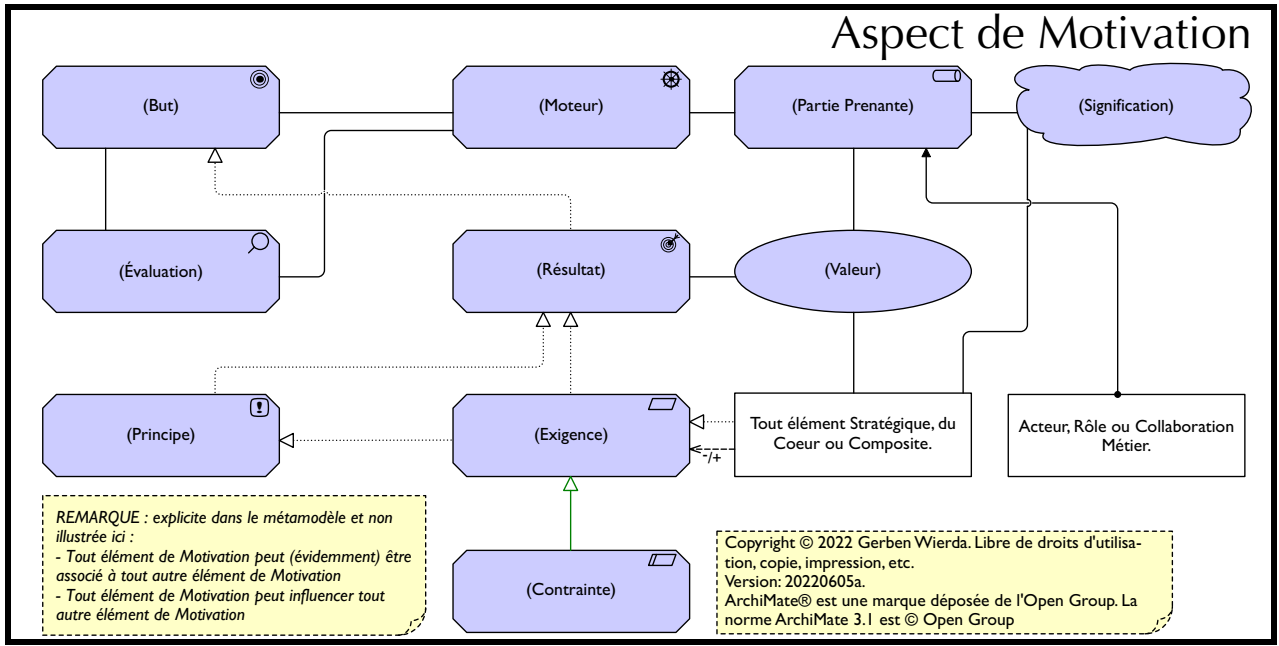 Aspect de Motivation
(But)
(Moteur)
(Partie Prenante)
(Signification)
(Évaluation)
(Résultat)
(Valeur)
(Principe)
(Exigence)
-/+
Tout élément Stratégique, du
Coeur ou Composite.
Acteur, Rôle ou Collaboration
Métier.
REMARQUE : explicite dans le métamodèle et non
illustrée ici :
- Tout élément de Motivation peut (évidemment) être
associé à tout autre élément de Motivation
- Tout élément de Motivation peut influencer tout
autre élément de Motivation
(Contrainte)
Copyright © 2022 Gerben Wierda. Libre de droits d'utilisa-
tion, copie, impression, etc.
Version: 20220605a.
ArchiMate® est une marque déposée de l'Open Group. La
norme ArchiMate 3.1 est © Open Group